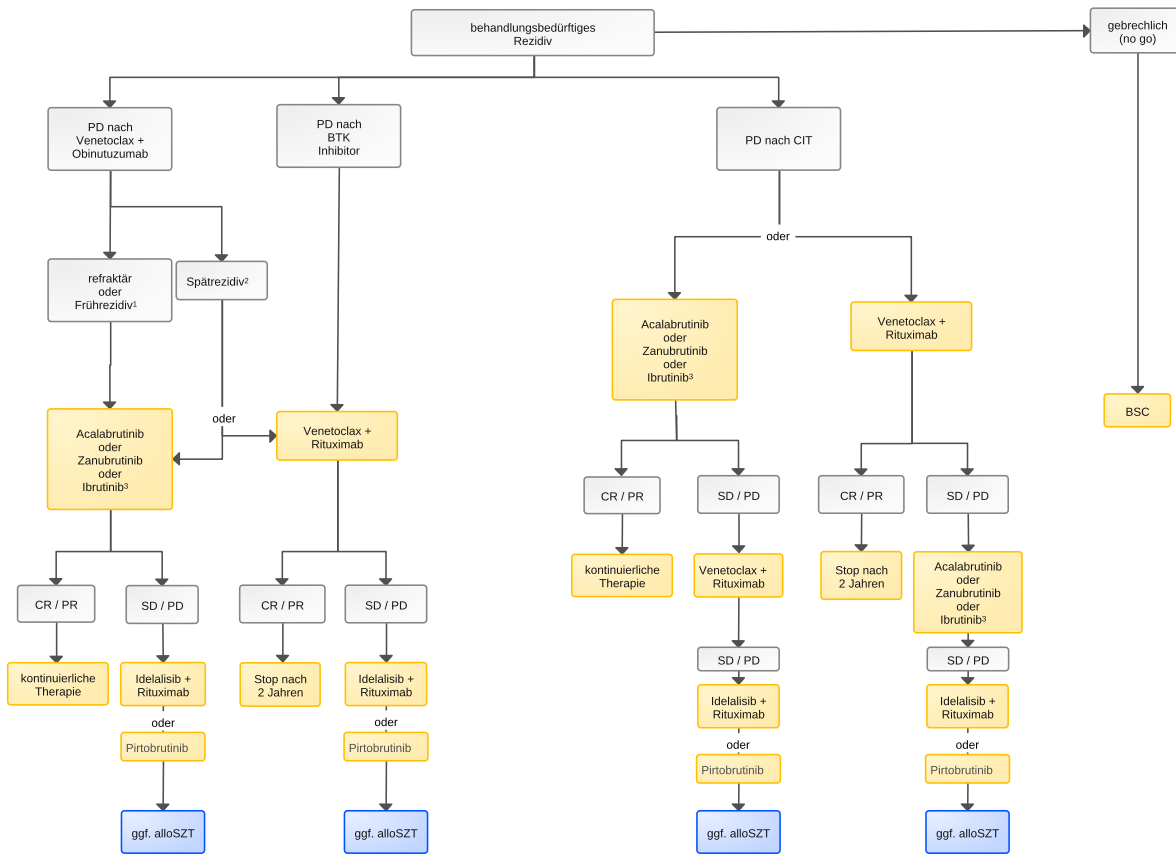 behandlungsbedürftiges
Rezidiv
gebrechlich
(no go)
PD nach
Venetoclax +
Obinutuzumab
PD nach
BTK
Inhibitor
PD nach CIT
oder
refraktär
oder
Frührezidiv¹
Spätrezidiv²
Acalabrutinib
oder
Zanubrutinib
oder
Ibrutinib³
Venetoclax +
Rituximab
BSC
oder
Acalabrutinib
oder
Zanubrutinib
oder
Ibrutinib³
Venetoclax +
Rituximab
CR / PR
SD / PD
CR / PR
SD / PD
kontinuierliche
Therapie
Venetoclax +
Rituximab
Stop nach
2 Jahren
Acalabrutinib
oder
Zanubrutinib
oder
Ibrutinib³
CR / PR
SD / PD
CR / PR
SD / PD
SD / PD
SD / PD
kontinuierliche
Therapie
Idelalisib +
Rituximab
Stop nach
2 Jahren
Idelalisib +
Rituximab
Idelalisib +
Rituximab
Idelalisib +
Rituximab
oder
oder
oder
oder
Pirtobrutinib
Pirtobrutinib
Pirtobrutinib
Pirtobrutinib
ggf. alloSZT
ggf. alloSZT
ggf. alloSZT
ggf. alloSZT